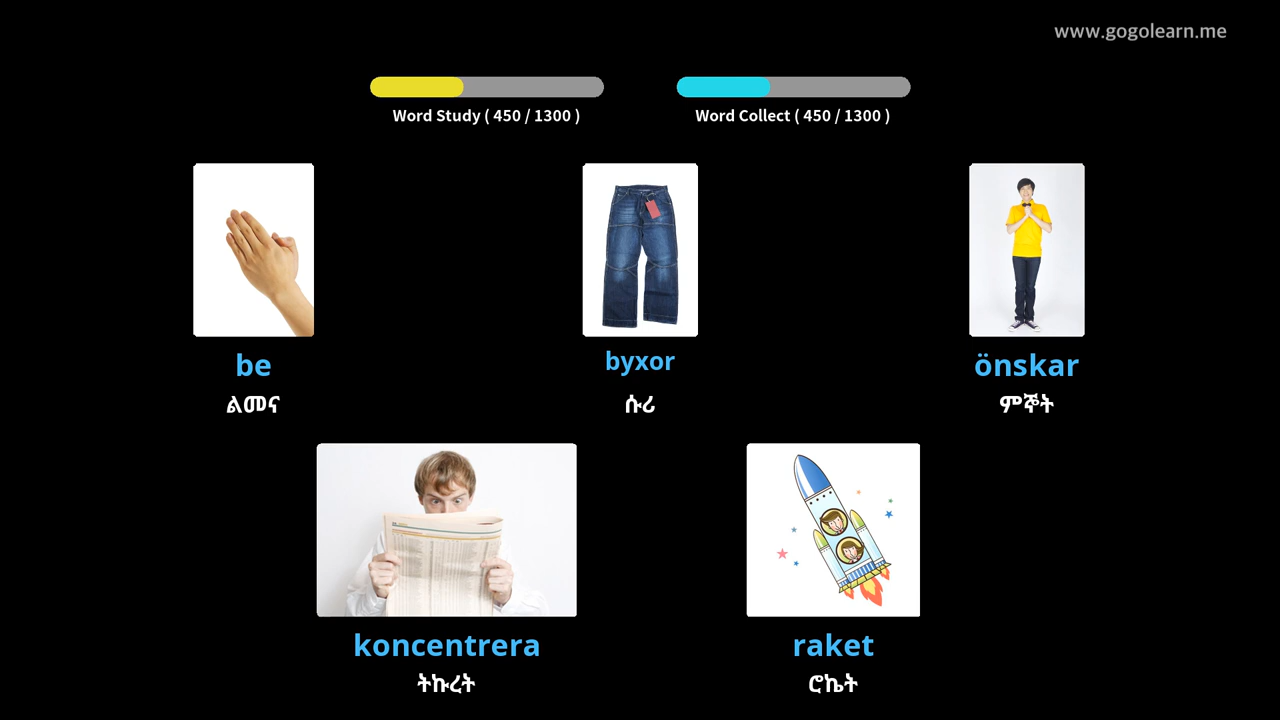 www.gogolearn.me
Word Study ( 450 / 1300 )
Word Collect ( 450 / 1300 )
be
ልመና
byxor
ሱሪ
önskar
ምኞት
koncentrera
ትኩረት
raket
ሮኬት